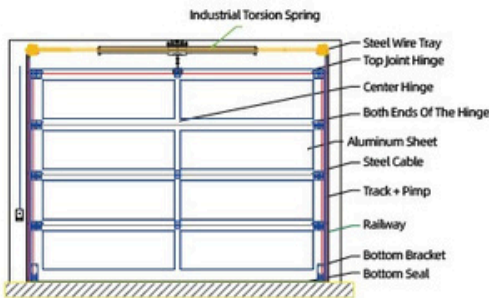 Industrial Torsion Spring
Steel Wire Tray
Top Joint Hinge
Center Hinge
Both Ends Of The Hinge
Aluminum Sheet
Steel Cable
Track + Pimp
Railway
Bottom Bracket
Bottom Seal